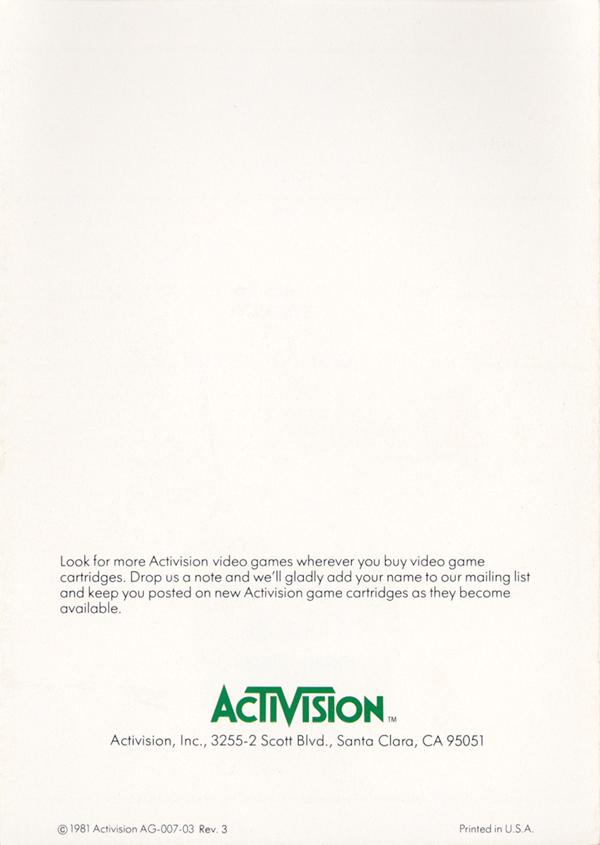 Look for more Activision video games wherever you buy video game
cartridges. Drop us a note and we'll gladly add your name to our mailing list
and keep you posted on new Activision game cartridges as they become
available.
ACTIVISION TM
Activision, Inc., 3255-2 Scott Blvd., Santa Clara, CA 95051
© 1981 Activision AG-007-03 Rev. 3 Printed in U.S.A.